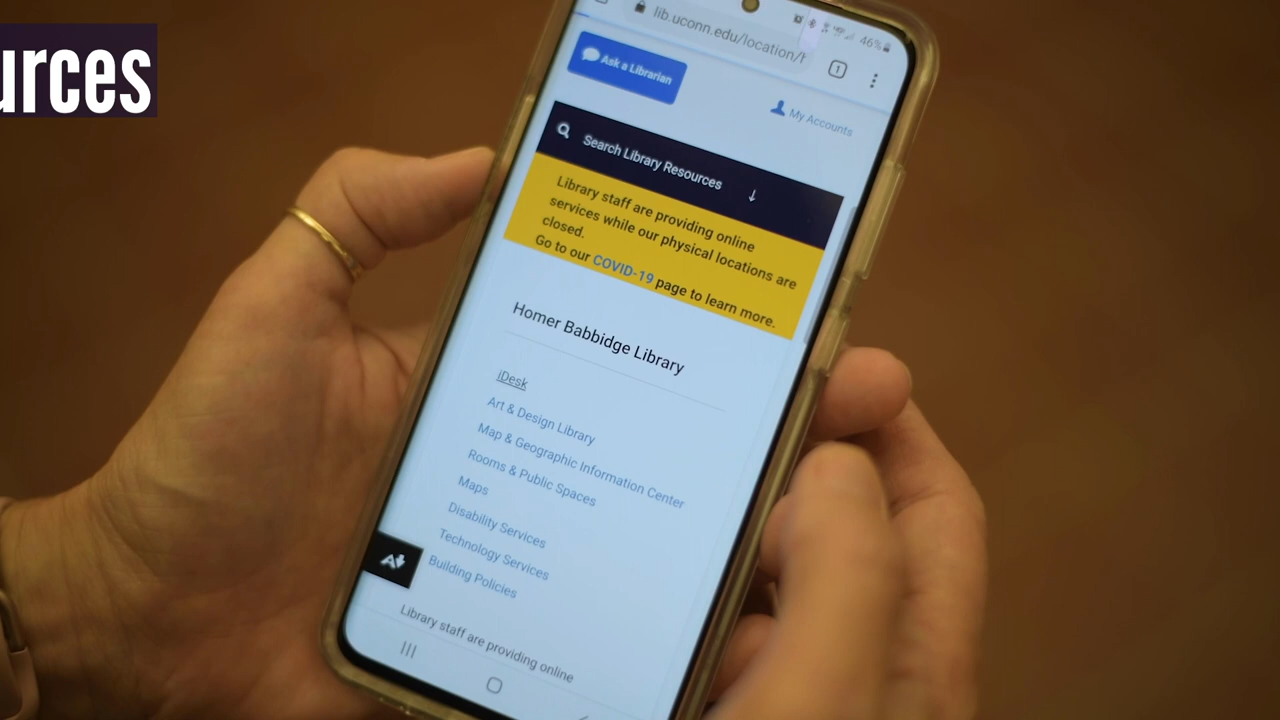 urces
lib.uconn.edu/location/
46%
1
Ask a Librarian
My Accounts
Search Library Resources
Library staff are providing online
services while our physical locations are
closed.
Go to our COVID-19 page to learn more.
Homer Babbidge Library
iDesk
Art & Design Library
Map & Geographic Information Center
Rooms & Public Spaces
Maps
Disability Services
Technology Services
Building Policies
Library staff are providing online